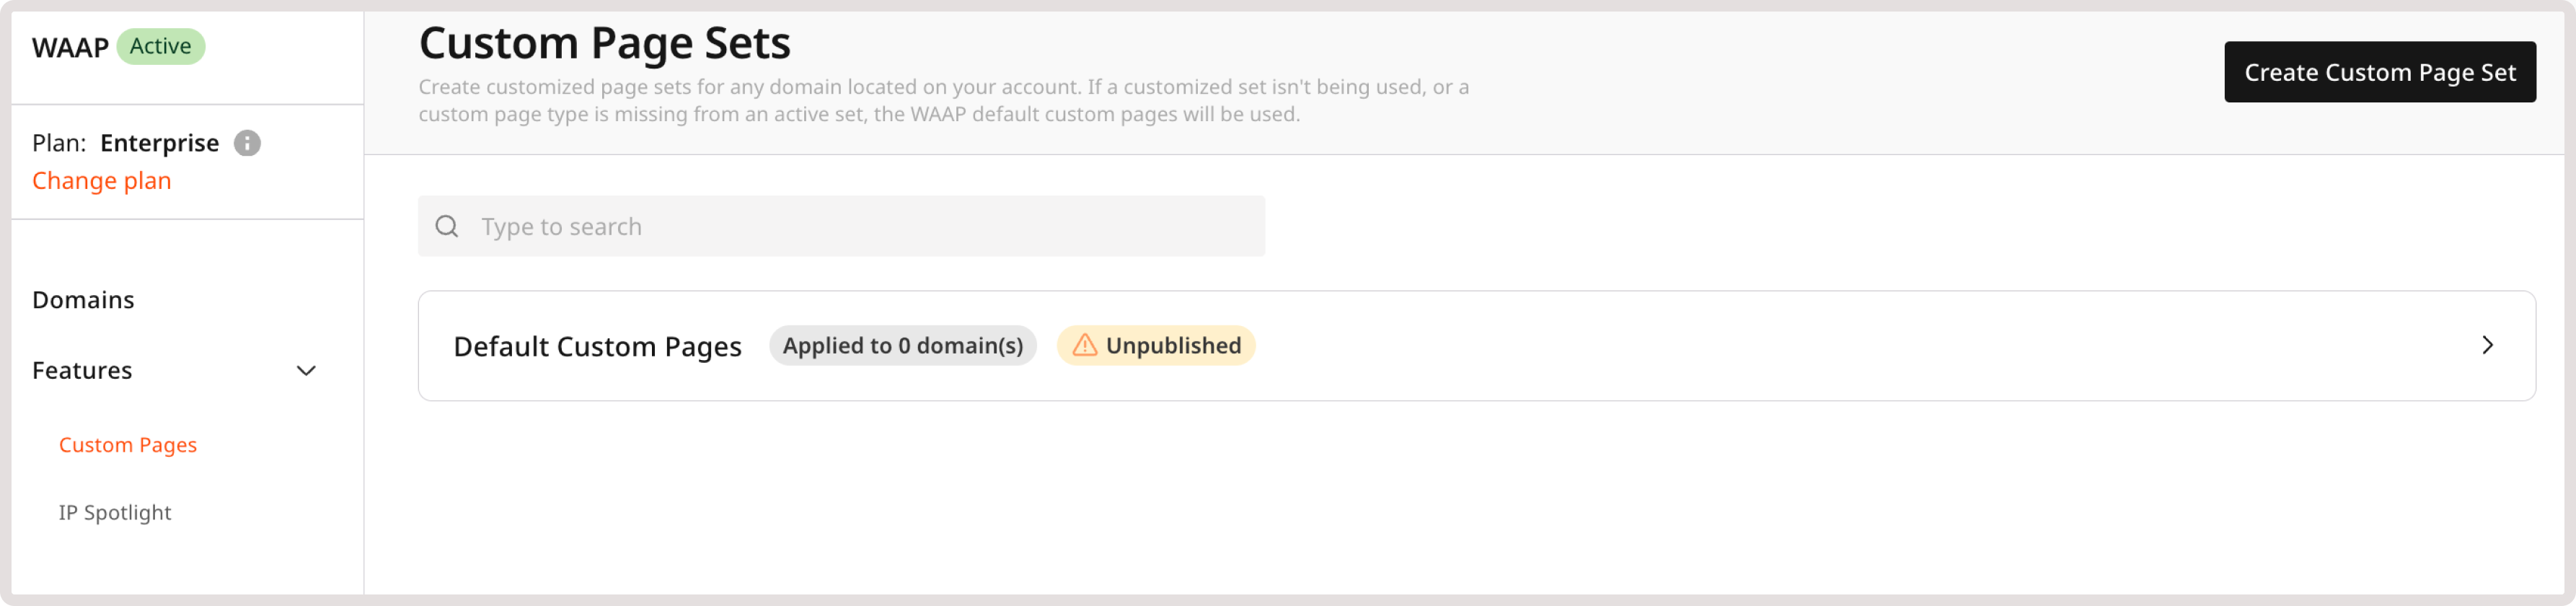 WAAP Active
Plan: Enterprise
Change plan
Domains
Features
Custom Pages
IP Spotlight
Custom Page Sets
Create customized page sets for any domain located on your account. If a customized set isn't being used, or a
custom page type is missing from an active set, the WAAP default custom pages will be used.
Create Custom Page Set
Type to search
Default Custom Pages Applied to 0 domain(s) Unpublished